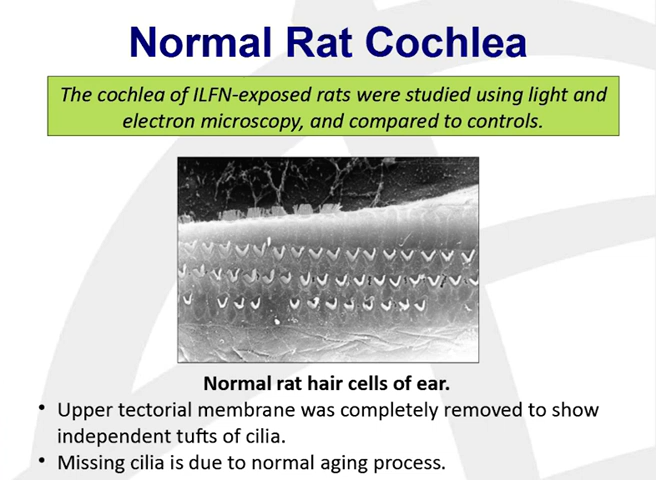 Normal Rat Cochlea
The cochlea of ILFN-exposed rats were studied using light and
electron microscopy, and compared to controls.
Normal rat hair cells of ear.
• Upper tectorial membrane was completely removed to show
independent tufts of cilia.
• Missing cilia is due to normal aging process.